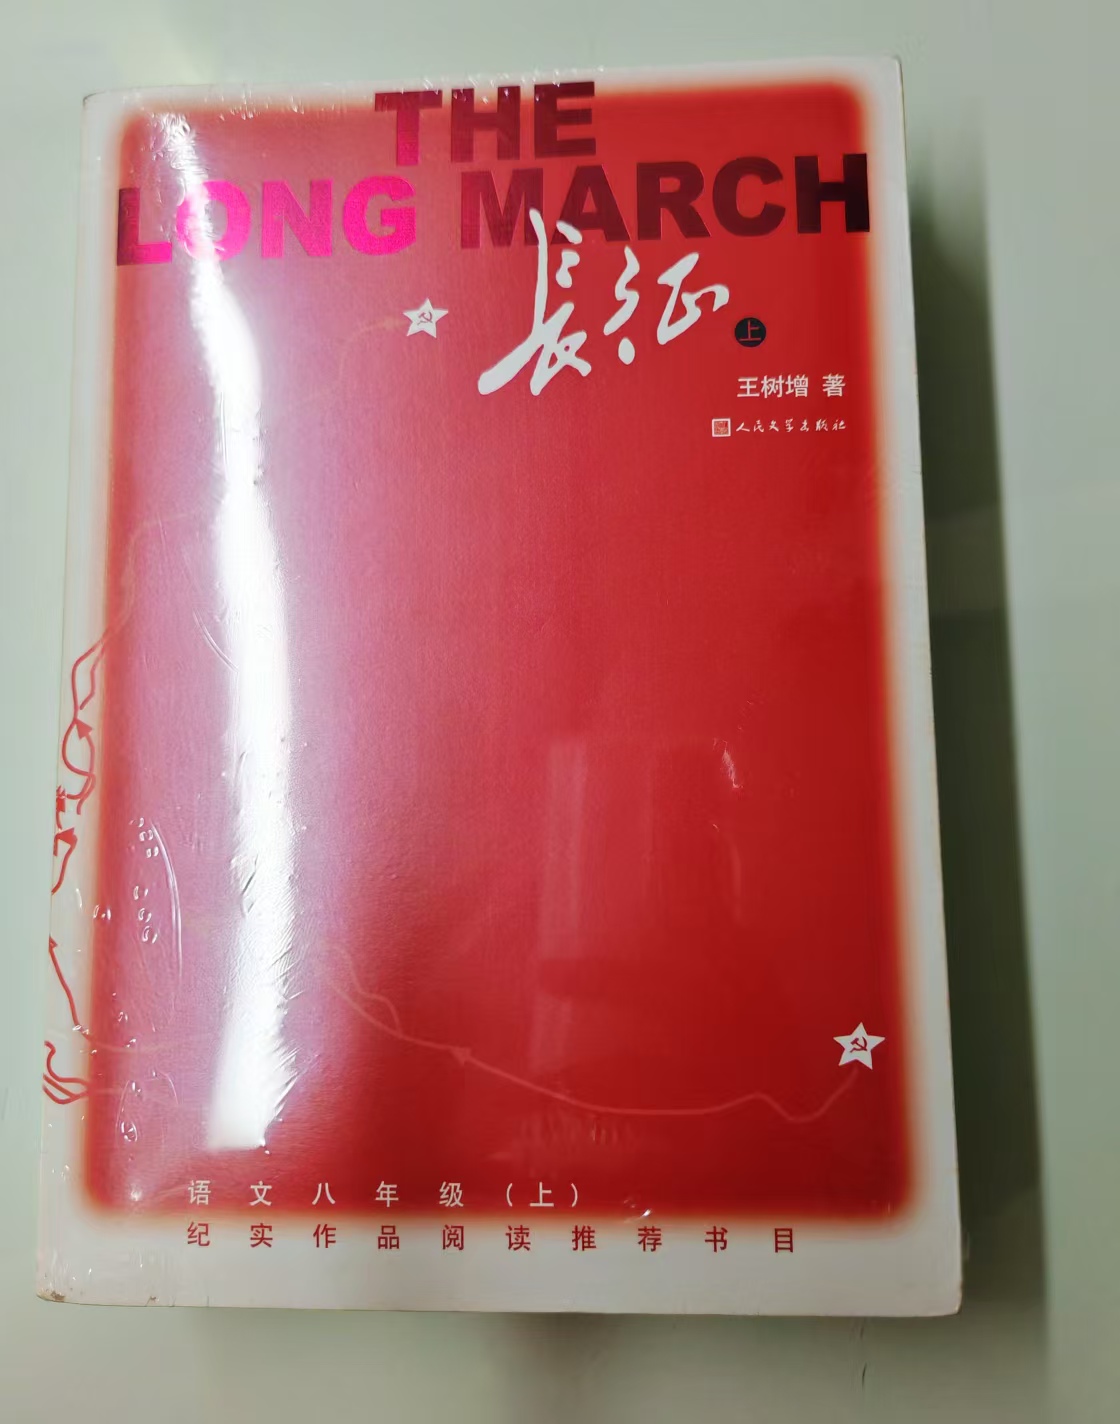 THE
LONG MARCH
長征 上
王树增 著
人民文学出版社
语文八年级（上）
纪实作品阅读推荐书目